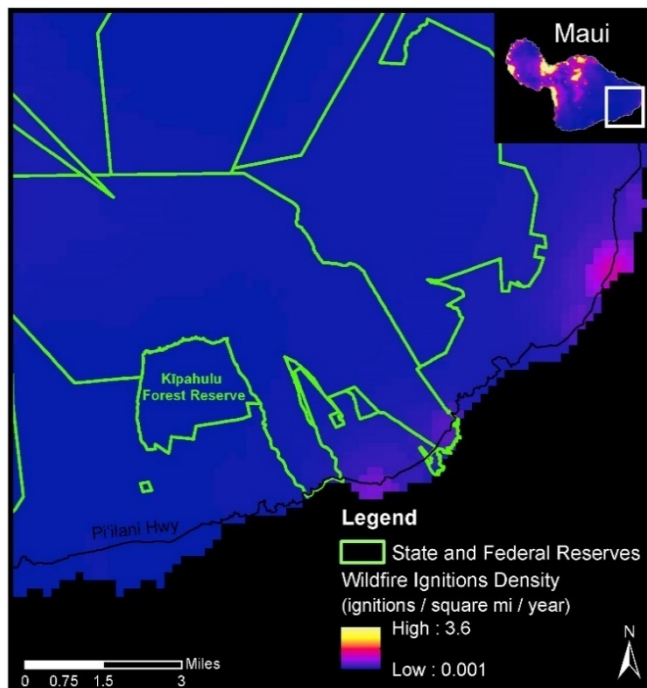 Maui
Kīpahulu
Forest Reserve
Pi'ilani Hwy
Legend
State and Federal Reserves
Wildfire Ignitions Density
(ignitions / square mi / year)
High : 3.6
Low : 0.001
N
Miles
0 0.75 1.5 3